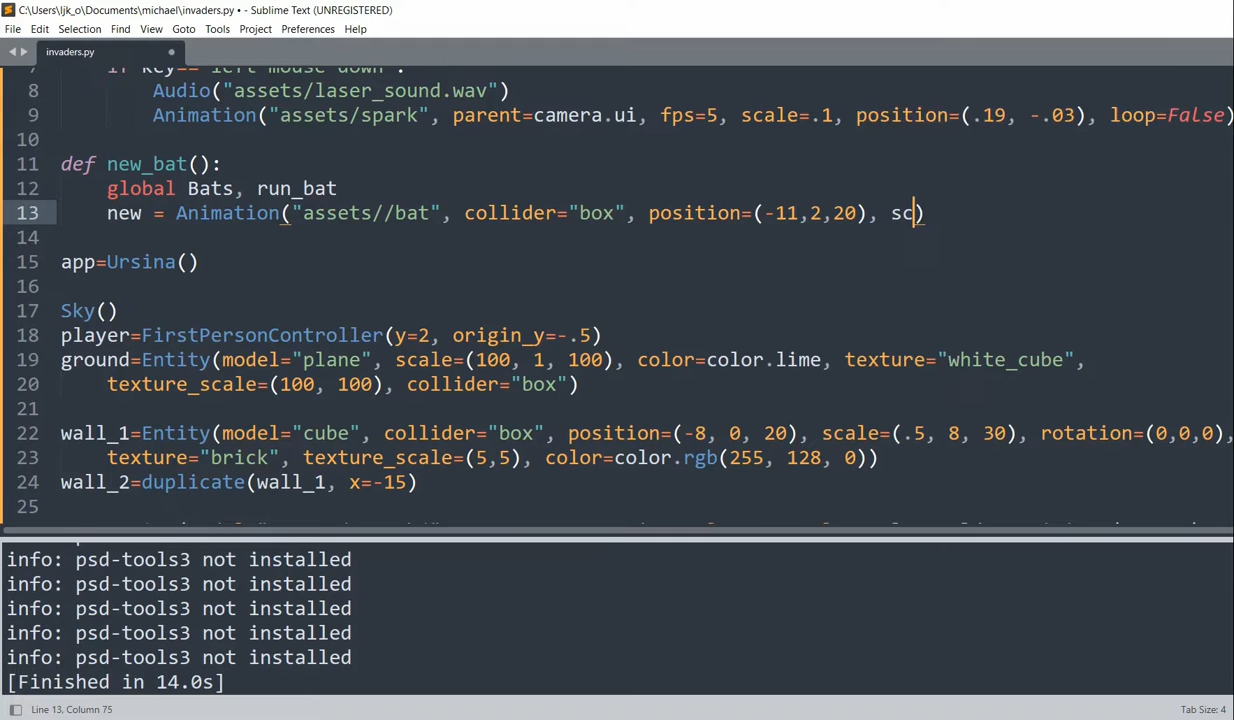 C:\Users\ljk_o\Documents\michael\invaders.py • - Sublime Text (UNREGISTERED)
File Edit Selection Find View Goto Tools Project Preferences Help
invaders.py
7 if key=='left mouse down':
8 Audio("assets/laser_sound.wav")
9 Animation("assets/spark", parent=camera.ui, fps=5, scale=.1, position=(.19, -.03), loop=False)
10
11 def new_bat():
12 global Bats, run_bat
13 new = Animation("assets//bat", collider="box", position=(-11,2,20), sc)
14
15 app=Ursina()
16
17 Sky()
18 player=FirstPersonController(y=2, origin_y=-.5)
19 ground=Entity(model="plane", scale=(100, 1, 100), color=color.lime, texture="white_cube",
20 texture_scale=(100, 100), collider="box")
21
22 wall_1=Entity(model="cube", collider="box", position=(-8, 0, 20), scale=(.5, 8, 30), rotation=(0,0,0),
23 texture="brick", texture_scale=(5,5), color=color.rgb(255, 128, 0))
24 wall_2=duplicate(wall_1, x=-15)
25
info: psd-tools3 not installed
info: psd-tools3 not installed
info: psd-tools3 not installed
info: psd-tools3 not installed
info: psd-tools3 not installed
[Finished in 14.0s]
Line 13, Column 75 Tab Size: 4